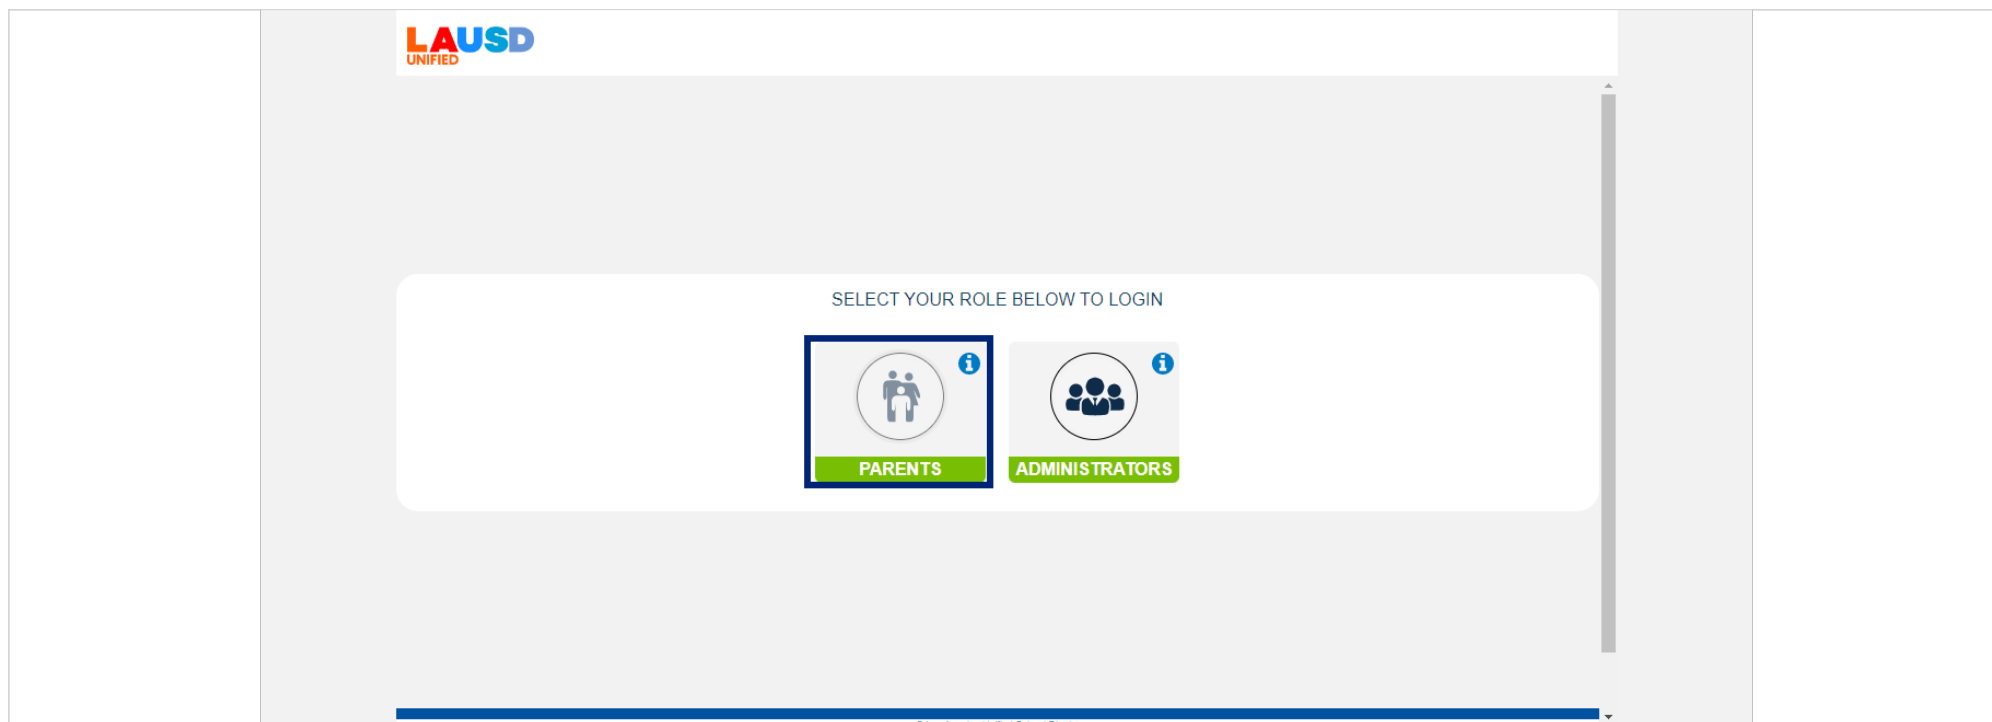 LAUSD
UNIFIED
SELECT YOUR ROLE BELOW TO LOGIN
PARENTS
ADMINISTRATORS